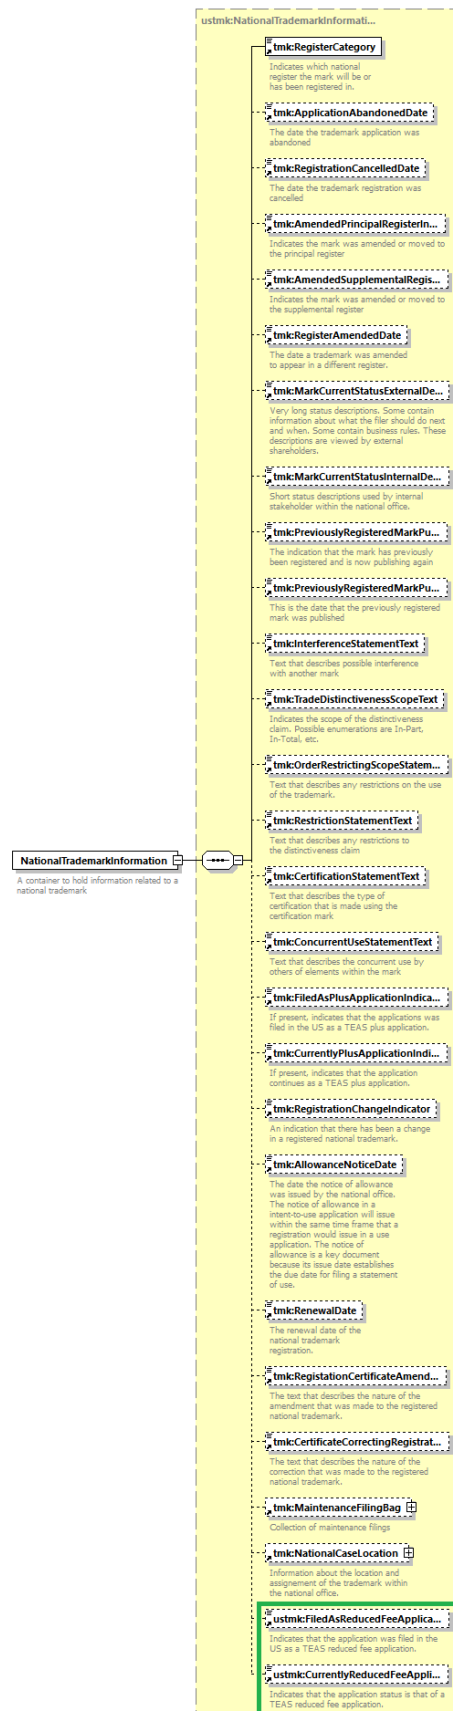 ustmk:NationalTrademarkInformati...
tmk:RegisterCategory
Indicates which national
register the mark will be or
has been registered in.
tmk:ApplicationAbandonedDate
The date the trademark application was
abandoned
tmk:RegistrationCancelledDate
The date the trademark registration was
cancelled
tmk:AmendedPrincipalRegisterIn...
Indicates the mark was amended or moved to
the principal register
tmk:AmendedSupplementalRegis...
Indicates the mark was amended or moved to
the supplemental register
tmk:RegisterAmendedDate
The date a trademark was amended
to appear in a different register.
tmk:MarkCurrentStatusExternalDe...
Very long status descriptions. Some contain
information about what the filer should do next
and when. Some contain business rules. These
descriptions are viewed by external
shareholders.
tmk:MarkCurrentStatusInternalDe...
Short status descriptions used by internal
stakeholder within the national office.
tmk:PreviouslyRegisteredMarkPu...
The indication that the mark has previously
been registered and is now publishing again
tmk:PreviouslyRegisteredMarkPu...
This is the date that the previously registered
mark was published
tmk:InterferenceStatementText
Text that describes possible interference
with another mark
tmk:TradeDistinctivenessScopeText
Indicates the scope of the distinctiveness
claim. Possible enumerations are In-Part,
In-Total, etc.
tmk:OrderRestrictingScopeStatem...
Text that describes any restrictions on the use
of the trademark.
tmk:RestrictionStatementText
Text that describes any restrictions to
the distinctiveness claim
NationalTrademarkInformation
A container to hold information related to a
national trademark
tmk:CertificationStatementText
Text that describes the type of
certification that is made using the
certification mark
tmk:ConcurrentUseStatementText
Text that describes the concurrent use by
others of elements within the mark
tmk:FiledAsPlusApplicationIndica...
If present, indicates that the applications was
filed in the US as a TEAS plus application.
tmk:CurrentlyPlusApplicationIndi...
If present, indicates that the application
continues as a TEAS plus application.
tmk:RegistrationChangeIndicator
An indication that there has been a change
in a registered national trademark.
tmk:AllowanceNoticeDate
The date the notice of allowance
was issued by the national office.
The notice of allowance in a
intent-to-use application will issue
within the same time frame that a
registration would issue in a use
application. The notice of
allowance is a key document
because its issue date establishes
the due date for filing a statement
of use.
tmk:RenewalDate
The renewal date of the
national trademark
registration.
tmk:RegistationCertificateAmend...
The text that describes the nature of the
amendment that was made to the registered
national trademark.
tmk:CertificateCorrectingRegistrat...
The text that describes the nature of the
correction that was made to the registered
national trademark.
tmk:MaintenanceFilingBag
Collection of maintenance filings
tmk:NationalCaseLocation
Information about the location and
assignement of the trademark within
the national office.
ustmk:FiledAsReducedFeeApplica...
Indicates that the application was filed in the
US as a TEAS reduced fee application.
ustmk:CurrentlyReducedFeeAppli...
Indicates that the application status is that of a
TEAS reduced fee application.